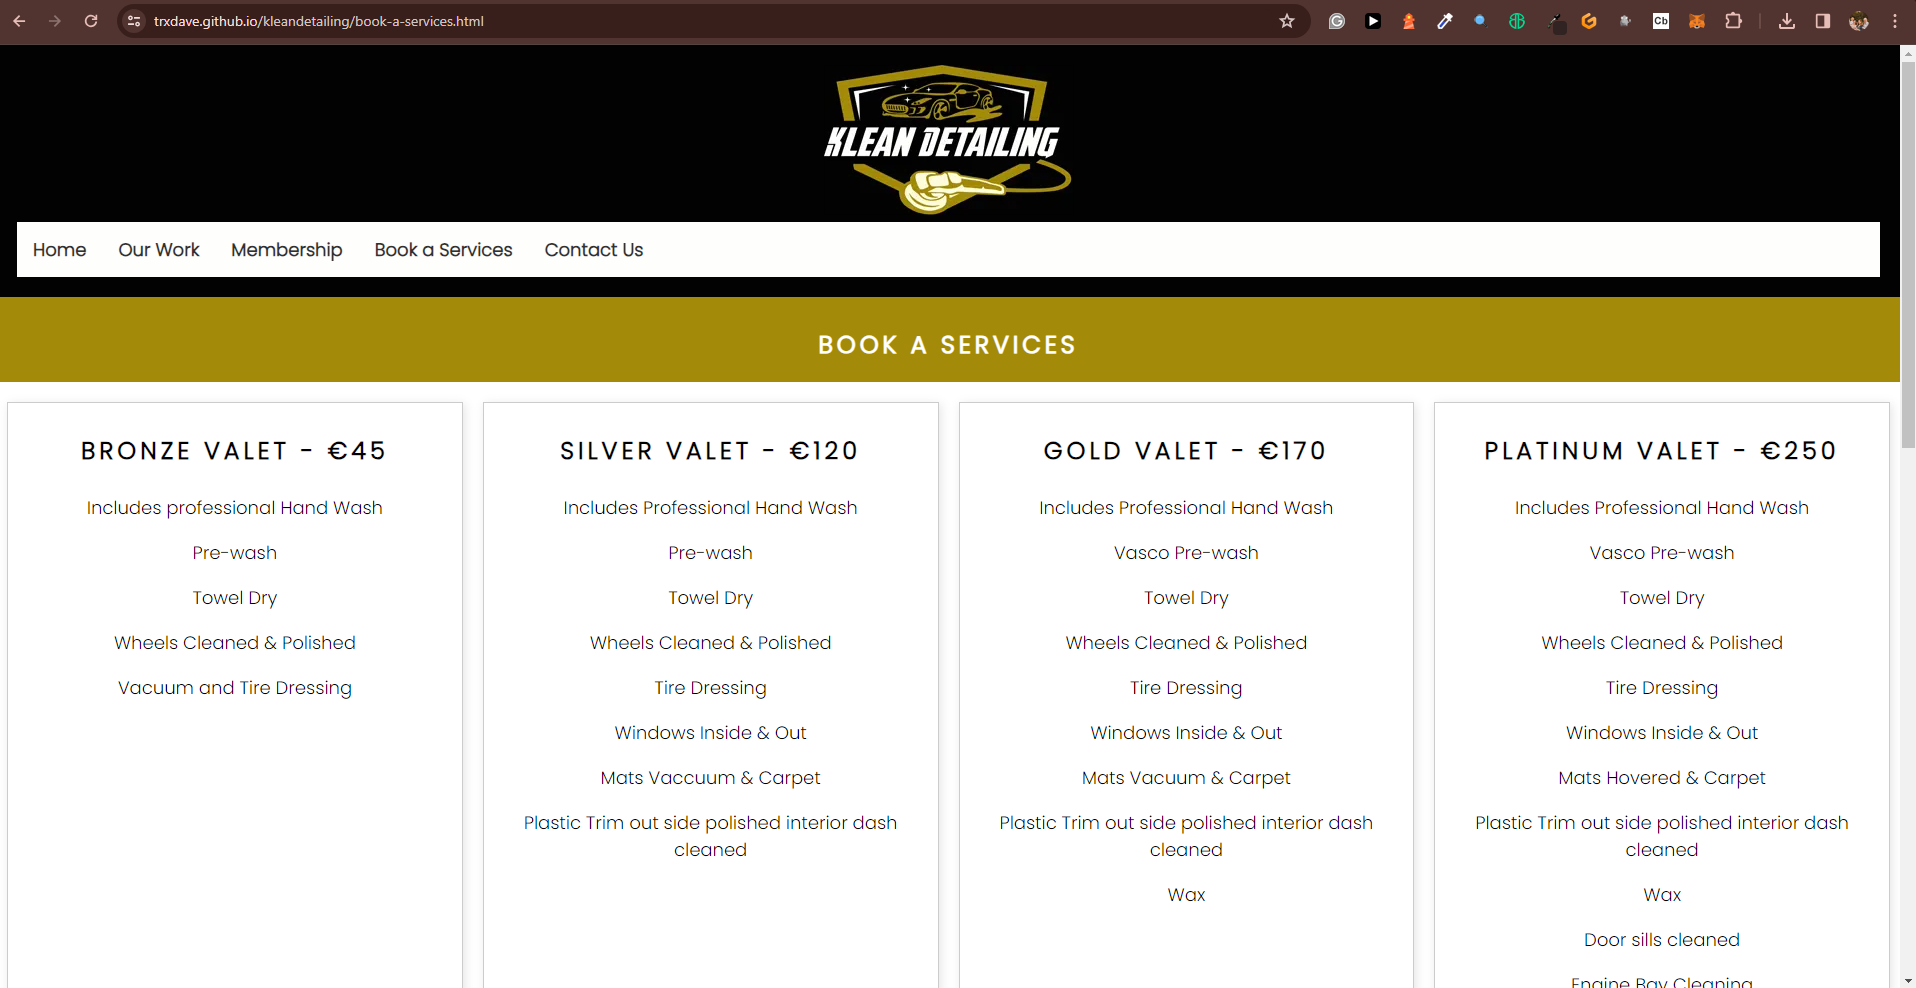 trxdave.github.io/kleandetailing/book-a-services.html
Cb
KLEAN DETAILING
Home Our Work Membership Book a Services Contact Us
BOOK A SERVICES
BRONZE VALET - €45
Includes professional Hand Wash
Pre-wash
Towel Dry
Wheels Cleaned & Polished
Vacuum and Tire Dressing
SILVER VALET - €120
Includes Professional Hand Wash
Pre-wash
Towel Dry
Wheels Cleaned & Polished
Tire Dressing
Windows Inside & Out
Mats Vaccuum & Carpet
Plastic Trim out side polished interior dash
cleaned
GOLD VALET - €170
Includes Professional Hand Wash
Vasco Pre-wash
Towel Dry
Wheels Cleaned & Polished
Tire Dressing
Windows Inside & Out
Mats Vacuum & Carpet
Plastic Trim out side polished interior dash
cleaned
Wax
PLATINUM VALET - €250
Includes Professional Hand Wash
Vasco Pre-wash
Towel Dry
Wheels Cleaned & Polished
Tire Dressing
Windows Inside & Out
Mats Hovered & Carpet
Plastic Trim out side polished interior dash
cleaned
Wax
Door sills cleaned
Engine Bay Cleaning